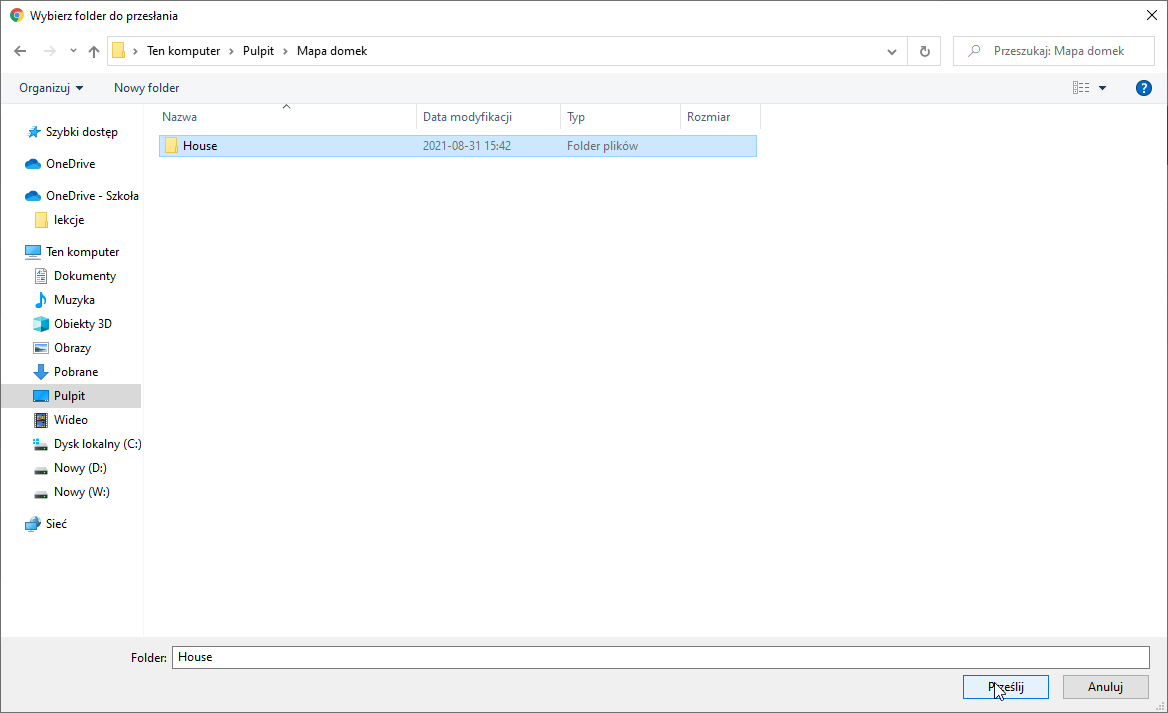 Wybierz folder do przesłania
Ten komputer > Pulpit > Mapa domek
Przeszukaj: Mapa domek
Organizuj
Nowy folder
Nazwa Data modyfikacji Typ Rozmiar
House 2021-08-31 15:42 Folder plików
Szybki dostęp
OneDrive
OneDrive - Szkoła
lekcje
Ten komputer
Dokumenty
Muzyka
Obiekty 3D
Obrazy
Pobrane
Pulpit
Wideo
Dysk lokalny (C:)
Nowy (D:)
Nowy (W:)
Sieć
Folder: House
Prześlij Anuluj